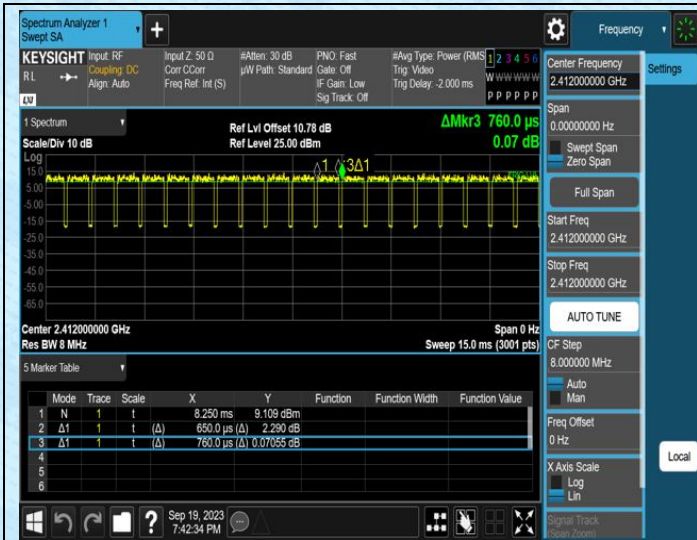 Spectrum Analyzer 1
Swept SA
Frequency
KEYSIGHT Input: RF Input Z: 50 Ω #Atten: 30 dB PNO: Fast #Avg Type: Power (RMS 1 2 3 4 5 6
RL Coupling: DC Corr CCorr µW Path: Standard Gate: Off Trig: Video W W W W W W
Align: Auto Freq Ref: Int (S) IF Gain: Low Trig Delay: -2.000 ms
Sig Track: Off P P P P P P
LXI
1 Spectrum
Scale/Div 10 dB
Ref Lvl Offset 10.78 dB
Ref Level 25.00 dBm
ΔMkr3 760.0 µs
0.07 dB
Log
15.0
5.00
-5.00
-15.0
-25.0
-35.0
-45.0
-55.0
-65.0
1 3Δ1
Center 2.412000000 GHz
Res BW 8 MHz
Span 0 Hz
Sweep 15.0 ms (3001 pts)
5 Marker Table
Mode Trace Scale X Y Function Function Width Function Value
1 N 1 t 8.250 ms 9.109 dBm
2 Δ1 1 t (Δ) 650.0 µs (Δ) 2.290 dB
3 Δ1 1 t (Δ) 760.0 µs (Δ) 0.07055 dB
4
5
6
Sep 19, 2023
7:42:34 PM
Center Frequency
2.412000000 GHz
Span
0.00000000 Hz
Swept Span
Zero Span
Full Span
Start Freq
2.412000000 GHz
Stop Freq
2.412000000 GHz
AUTO TUNE
CF Step
8.000000 MHz
Auto
Man
Freq Offset
0 Hz
X Axis Scale
Log
Lin
Signal Track
(Span Zoom)
Settings
Local